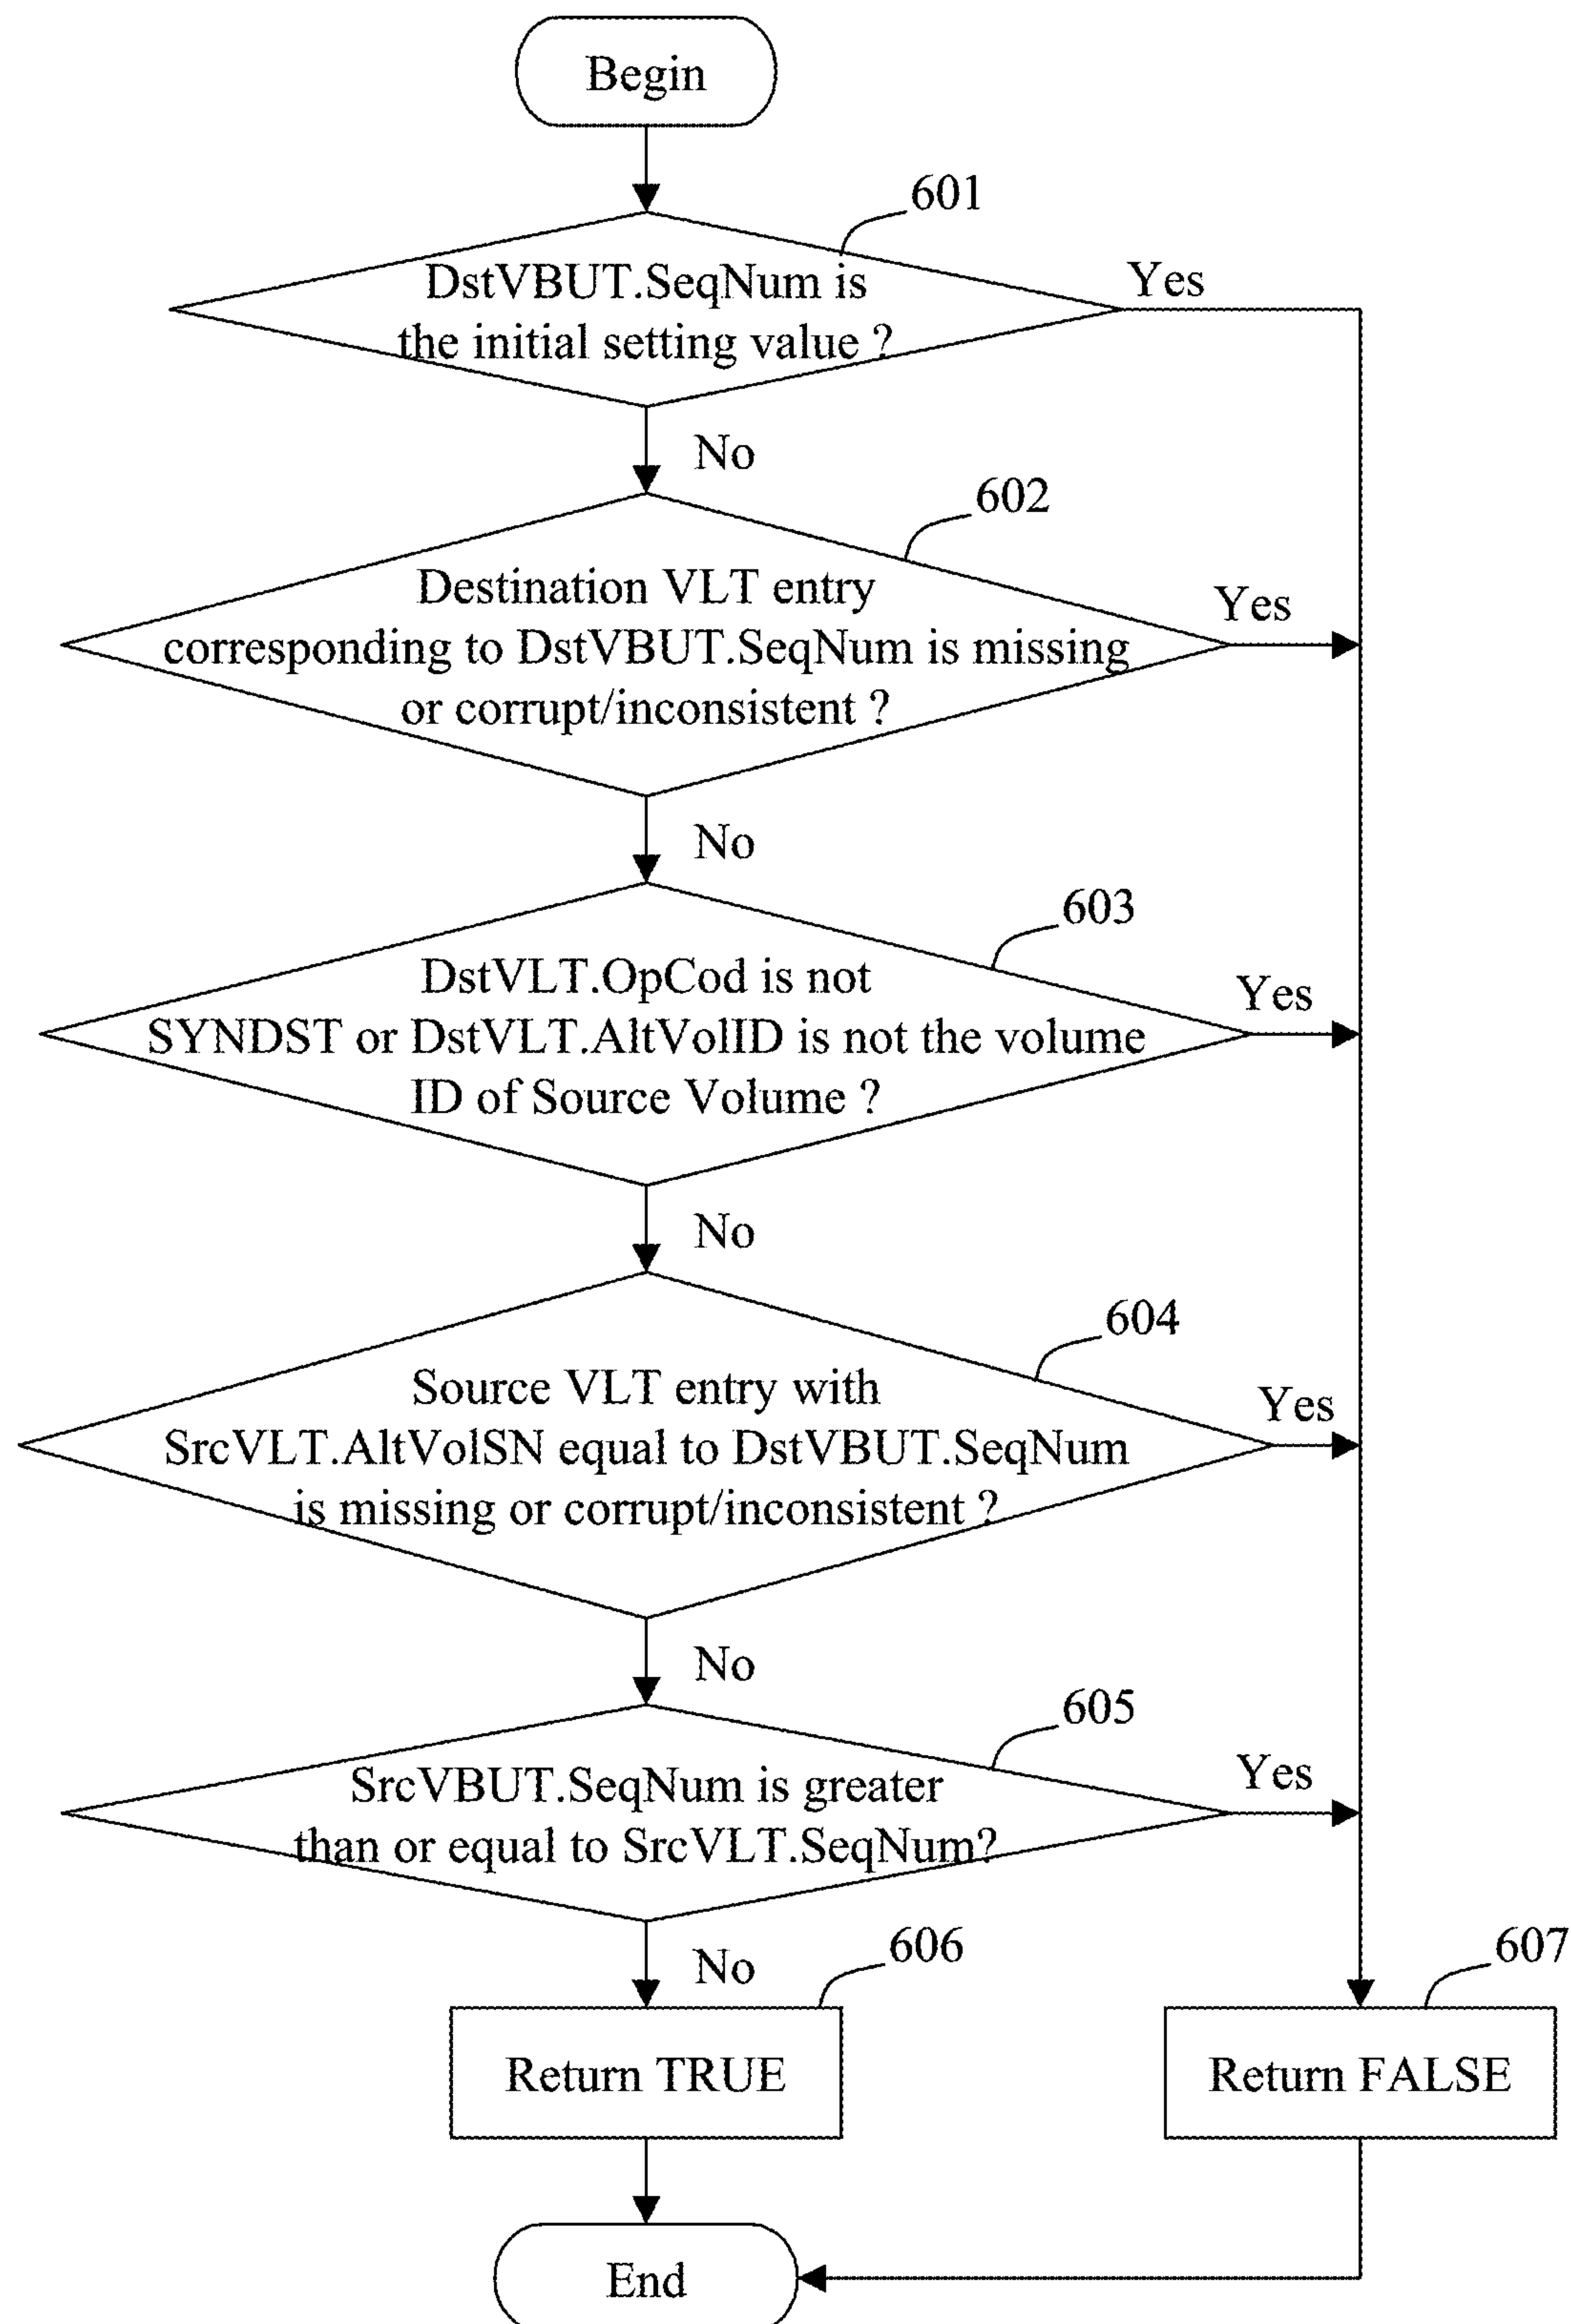 Begin
601
DstVBUT.SeqNum is
the initial setting value ?
Yes
No
602
Destination VLT entry
corresponding to DstVBUT.SeqNum is missing
or corrupt/inconsistent ?
Yes
No
603
DstVLT.OpCod is not
SYNDST or DstVLT.AltVolID is not the volume
ID of Source Volume ?
Yes
No
604
Source VLT entry with
SrcVLT.AltVolSN equal to DstVBUT.SeqNum
is missing or corrupt/inconsistent ?
Yes
No
605
SrcVBUT.SeqNum is greater
than or equal to SrcVLT.SeqNum?
Yes
No
606
Return TRUE
607
Return FALSE
End